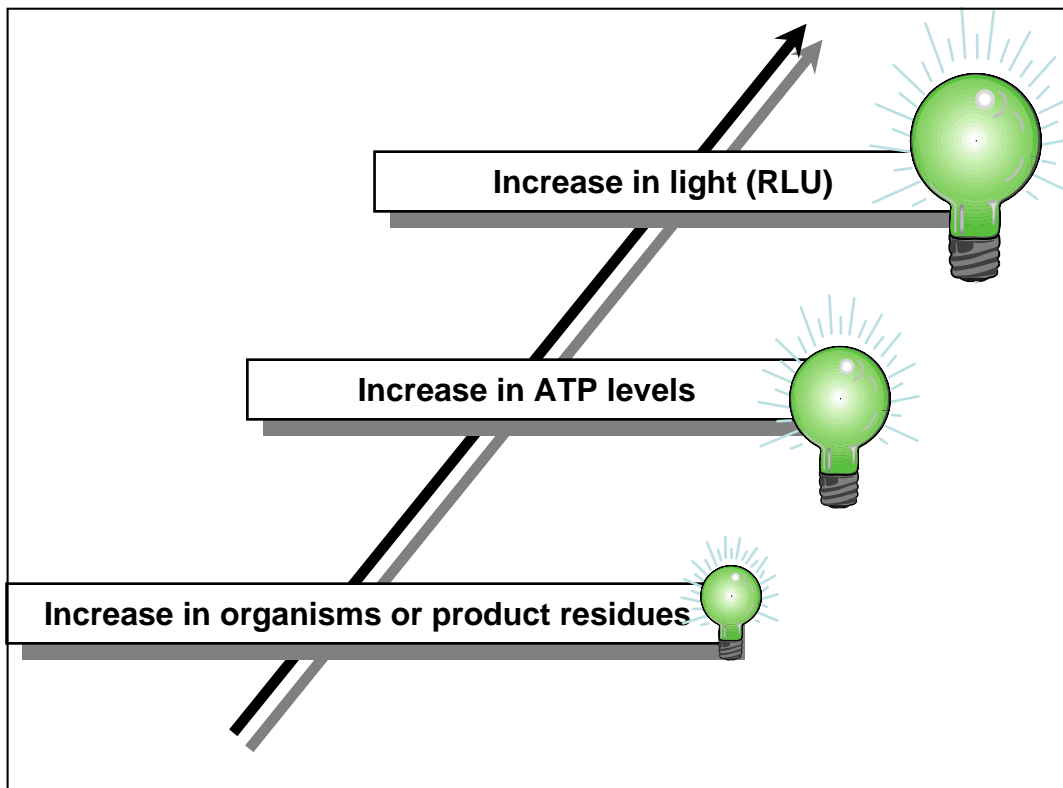 Increase in light (RLU)
Increase in ATP levels
Increase in organisms or product residues